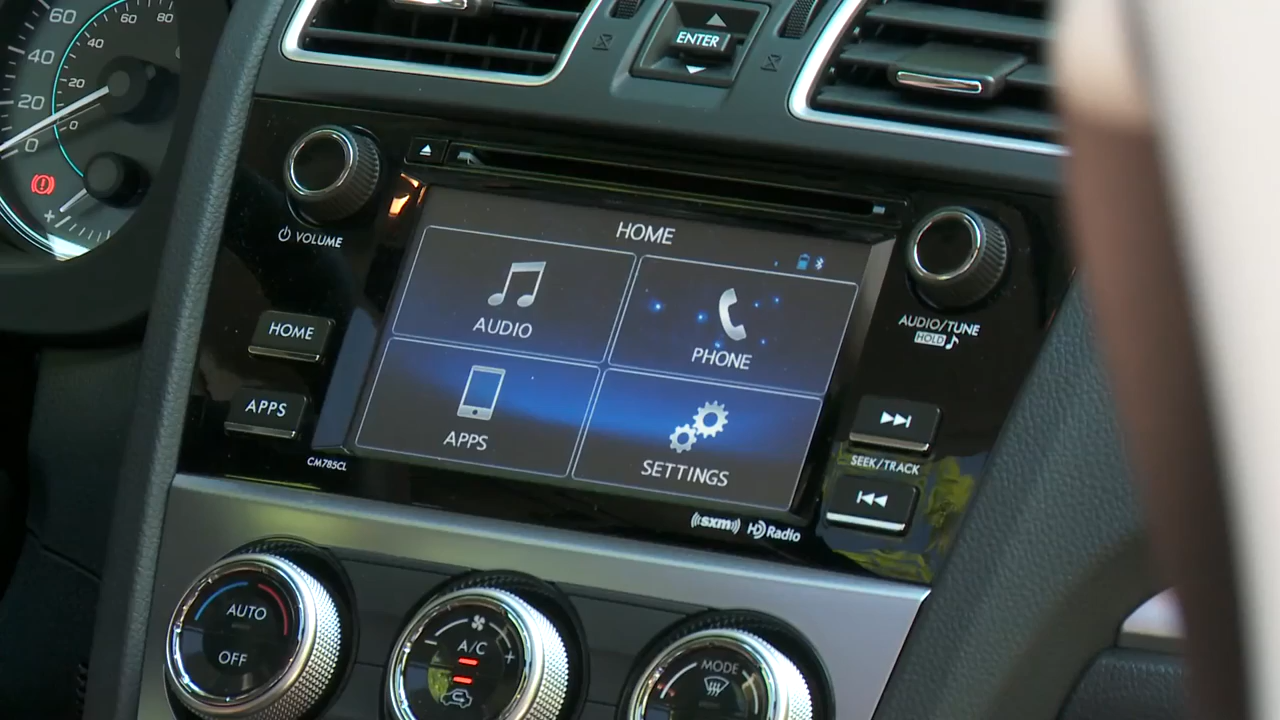 60
80
60
40
40
20
20
0
0
ENTER
VOLUME
HOME
APPS
CM785CL
HOME
AUDIO
PHONE
APPS
SETTINGS
AUDIO/TUNE
HOLD
SEEK/TRACK
((sxm))
HD Radio
AUTO
OFF
A/C
- +
MODE